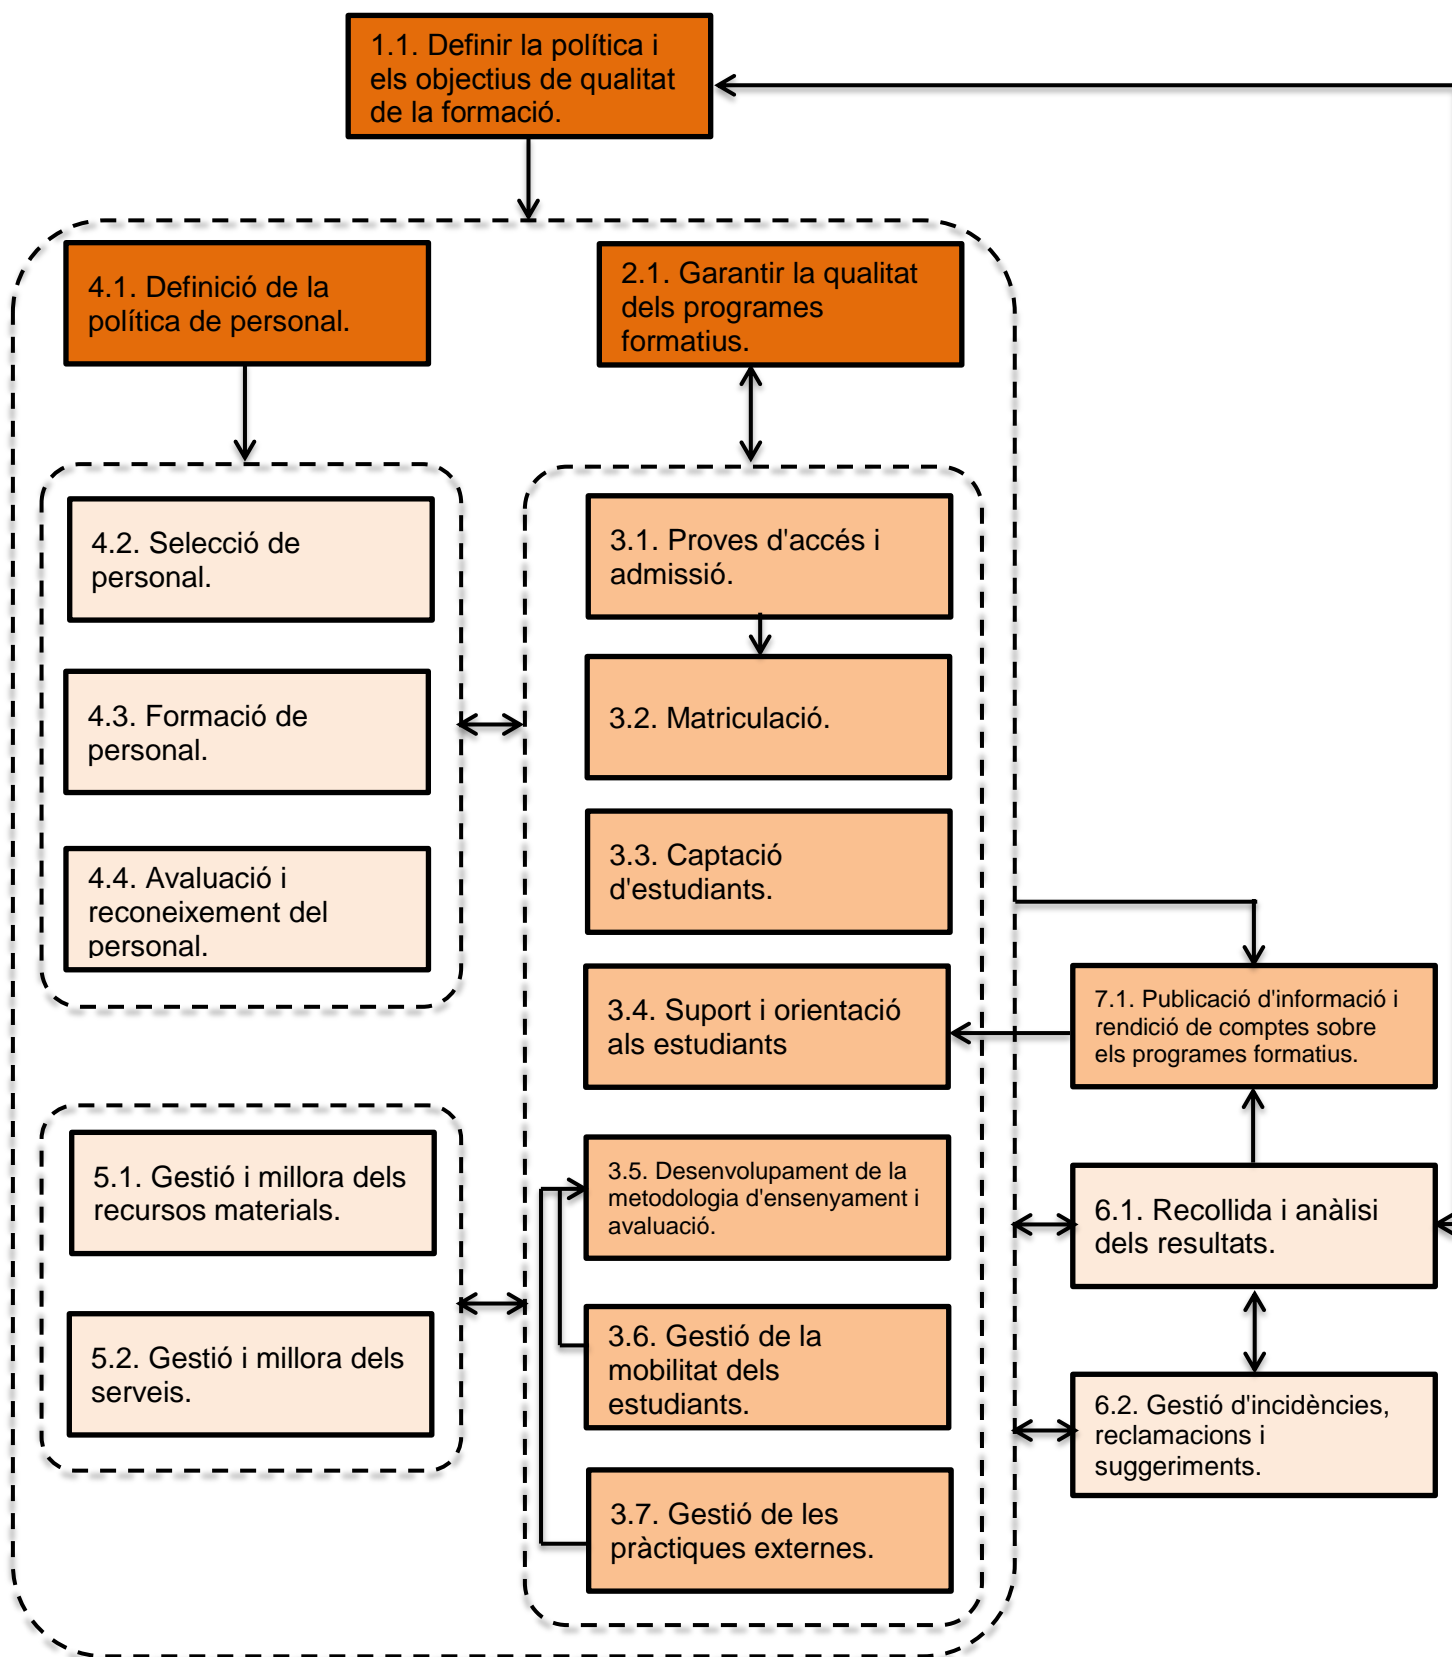 1.1. Definir la política i
els objectius de qualitat
de la formació.
4.1. Definició de la
política de personal.
2.1. Garantir la qualitat
dels programes
formatius.
4.2. Selecció de
personal.
4.3. Formació de
personal.
4.4. Avaluació i
reconeixement del
personal.
5.1. Gestió i millora dels
recursos materials.
5.2. Gestió i millora dels
serveis.
3.1. Proves d'accés i
admissió.
3.2. Matriculació.
3.3. Captació
d'estudiants.
3.4. Suport i orientació
als estudiants
3.5. Desenvolupament de la
metodologia d'ensenyament i
avaluació.
3.6. Gestió de la
mobilitat dels
estudiants.
3.7. Gestió de les
pràctiques externes.
7.1. Publicació d'informació i
rendició de comptes sobre
els programes formatius.
6.1. Recollida i anàlisi
dels resultats.
6.2. Gestió d'incidències,
reclamacions i
suggeriments.